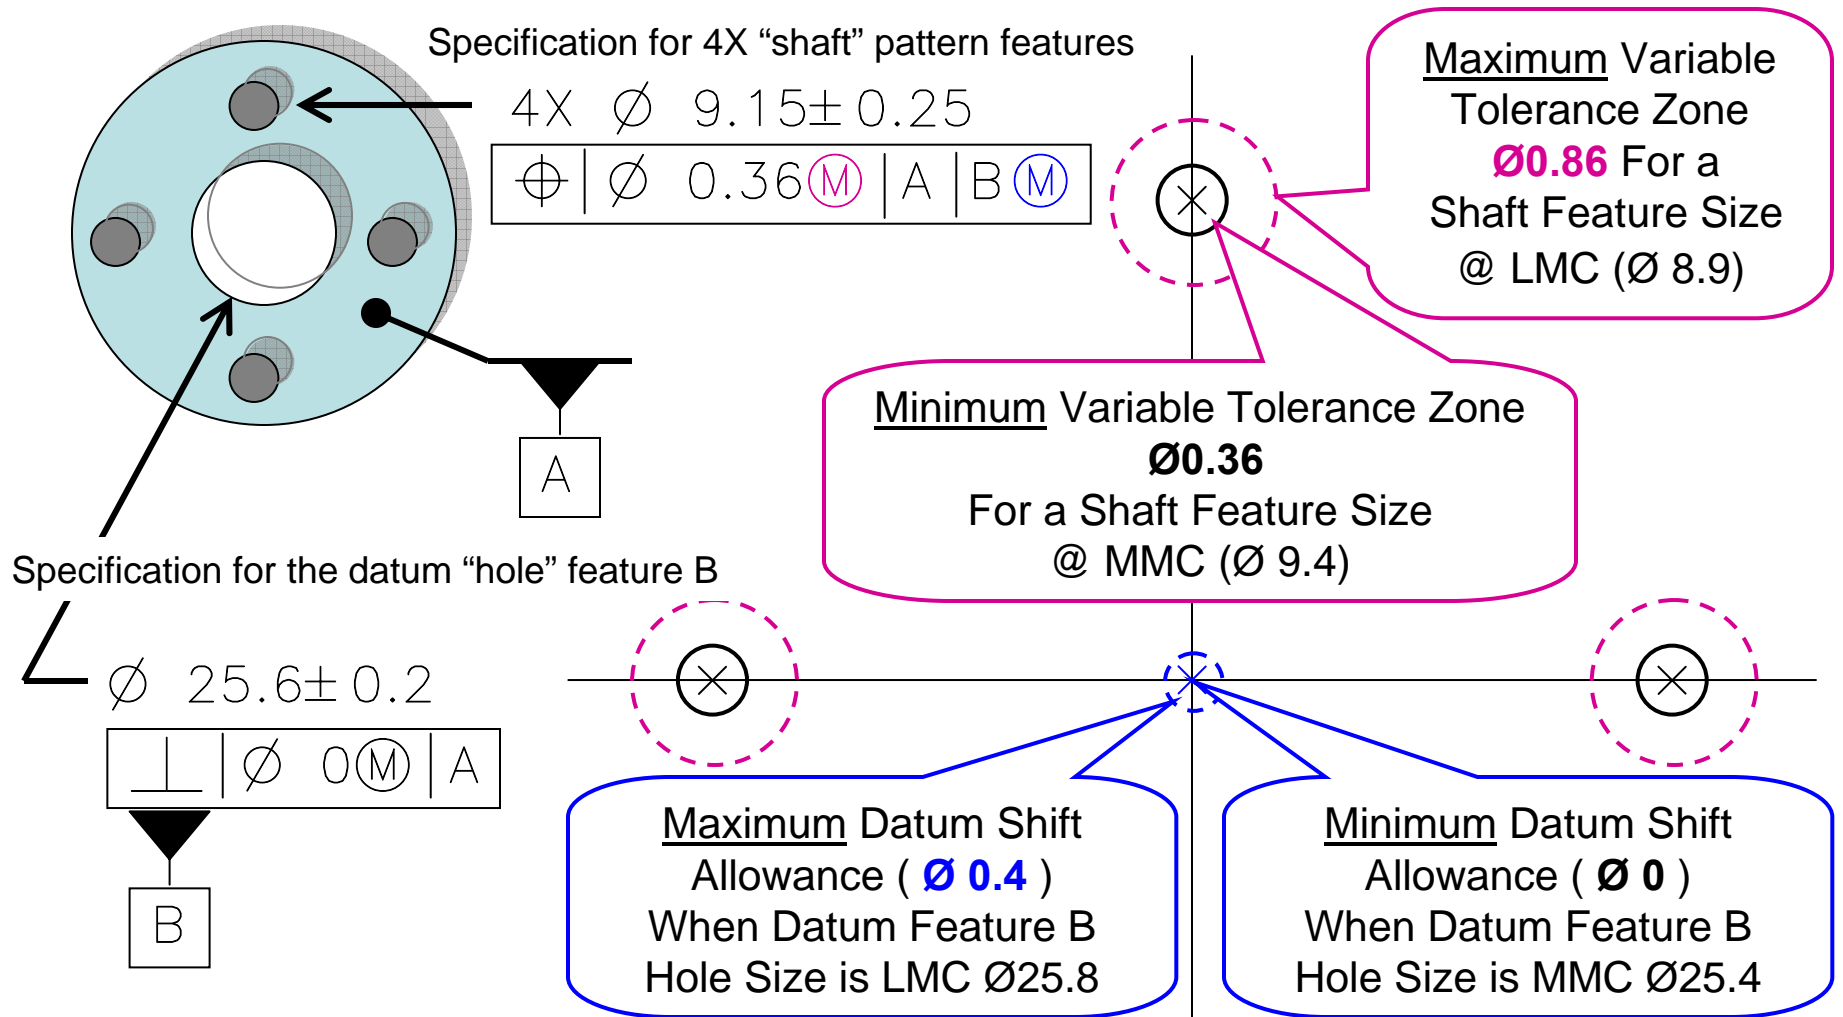 Specification for 4X “shaft” pattern features
4X Ø 9.15± 0.25
⌖ | Ø 0.36Ⓜ | A | BⓂ
Maximum Variable
Tolerance Zone
Ø0.86 For a
Shaft Feature Size
@ LMC (Ø 8.9)
Minimum Variable Tolerance Zone
Ø0.36
For a Shaft Feature Size
@ MMC (Ø 9.4)
A
Specification for the datum “hole” feature B
Ø 25.6± 0.2
⊥ | Ø 0Ⓜ | A
B
Maximum Datum Shift
Allowance ( Ø 0.4 )
When Datum Feature B
Hole Size is LMC Ø25.8
Minimum Datum Shift
Allowance ( Ø 0 )
When Datum Feature B
Hole Size is MMC Ø25.4